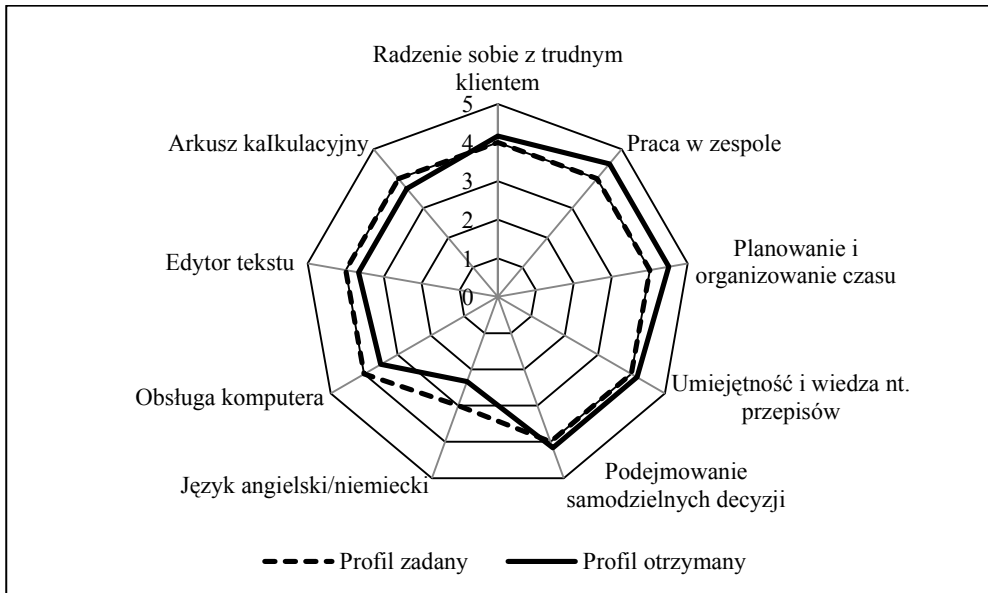 Radzenie sobie z trudnym
klientem
5
4
3
2
1
0
Praca w zespole
Planowanie i
organizowanie czasu
Umiejętność i wiedza nt.
przepisów
Podejmowanie
samodzielnych decyzji
Język angielski/niemiecki
Obsługa komputera
Edytor tekstu
Arkusz kaIkulacyjny
Profil zadany
Profil otrzymany